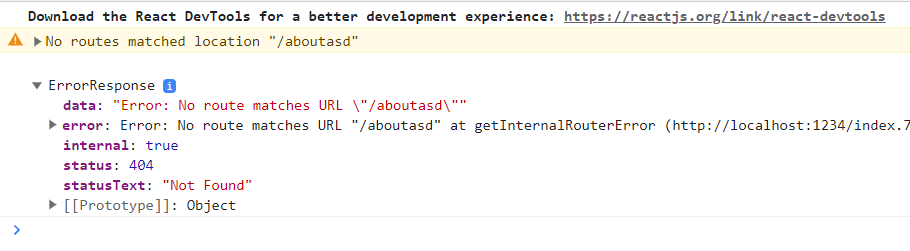 Download the React DevTools for a better development experience: https://reactjs.org/link/react-devtools
No routes matched location "/aboutasd"
ErrorResponse i
data: "Error: No route matches URL \"/aboutasd\""
error: Error: No route matches URL "/aboutasd" at getInternalRouterError (http://localhost:1234/index.7
internal: true
status: 404
statusText: "Not Found"
[[Prototype]]: Object